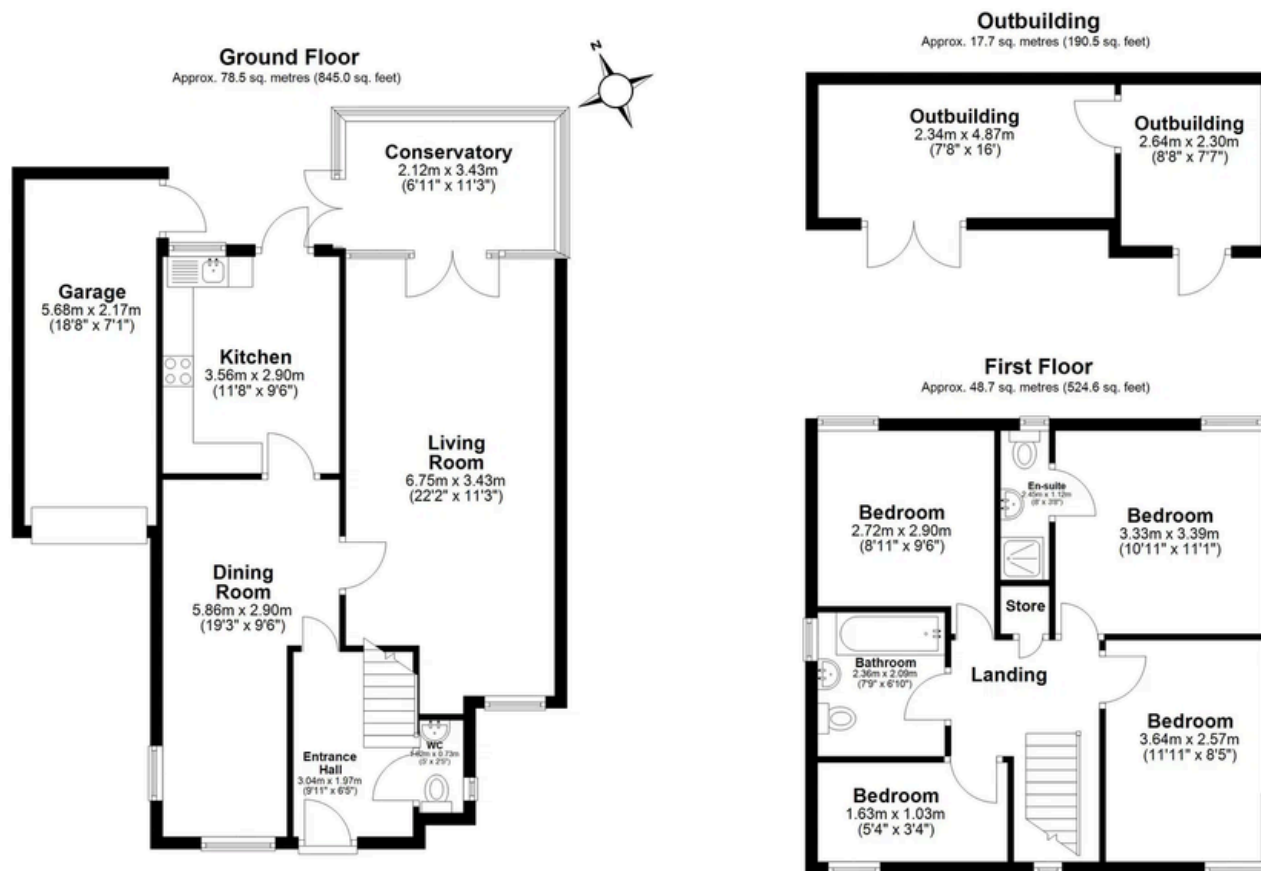 Ground Floor
Approx. 78.5 sq. metres (845.0 sq. feet)
N
Conservatory
2.12m x 3.43m
(6'11" x 11'3")
Garage
5.68m x 2.17m
(18'8" x 7'1")
Kitchen
3.56m x 2.90m
(11'8" x 9'6")
Living
Room
6.75m x 3.43m
(22'2" x 11'3")
Dining
Room
5.86m x 2.90m
(19'3" x 9'6")
Entrance
Hall
3.04m x 1.97m
(9'11" x 6'5")
WC
x 0.73m
(5' x 2'5")
Outbuilding
Approx. 17.7 sq. metres (190.5 sq. feet)
Outbuilding
2.34m x 4.87m
(7'8" x 16')
Outbuilding
2.64m x 2.30m
(8'8" x 7'7")
First Floor
Approx. 48.7 sq. metres (524.6 sq. feet)
Bedroom
2.72m x 2.90m
(8'11" x 9'6")
En-suite
x 1.12m
Bedroom
3.33m x 3.39m
(10'11" x 11'1")
Store
Bathroom
2.36m x 2.09m
(7'9" x 6'10")
Landing
Bedroom
3.64m x 2.57m
(11'11" x 8'5")
Bedroom
1.63m x 1.03m
(5'4" x 3'4")